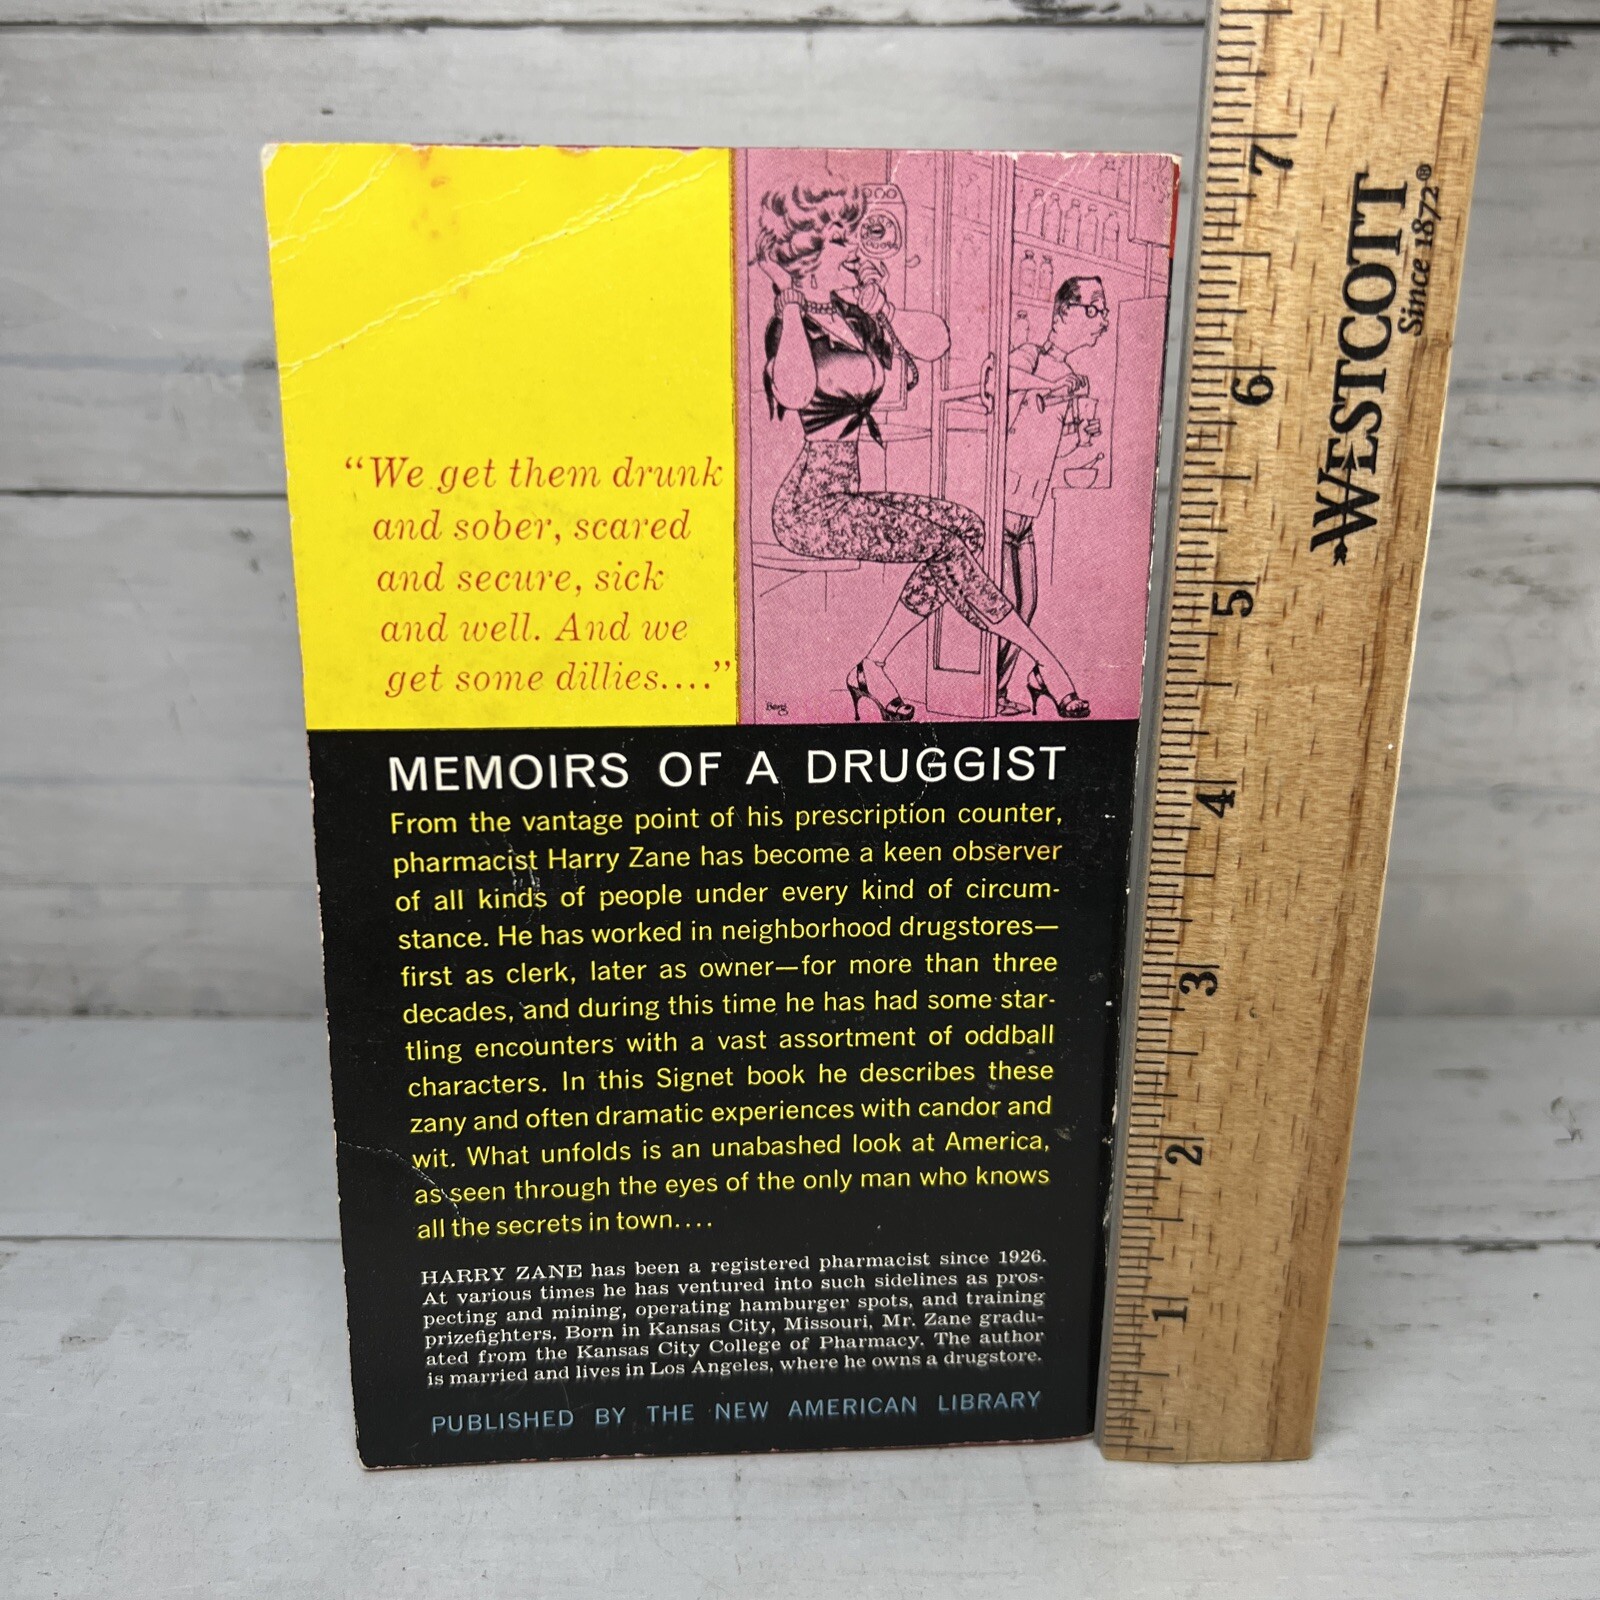 “We get them drunk
and sober, scared
and secure, sick
and well. And we
get some dillies....”
Berg
MEMOIRS OF A DRUGGIST
From the vantage point of his prescription counter,
pharmacist Harry Zane has become a keen observer
of all kinds of people under every kind of circum-
stance. He has worked in neighborhood drugstores—
first as clerk, later as owner—for more than three
decades, and during this time he has had some star-
tling encounters with a vast assortment of oddball
characters. In this Signet book he describes these
zany and often dramatic experiences with candor and
wit. What unfolds is an unabashed look at America,
as seen through the eyes of the only man who knows
all the secrets in town....
HARRY ZANE has been a registered pharmacist since 1926.
At various times he has ventured into such sidelines as pros-
pecting and mining, operating hamburger spots, and training
prizefighters. Born in Kansas City, Missouri, Mr. Zane gradu-
ated from the Kansas City College of Pharmacy. The author
is married and lives in Los Angeles, where he owns a drugstore.
PUBLISHED BY THE NEW AMERICAN LIBRARY
7
6
5
4
3
2
1
WESTCOTT
Since 1872®